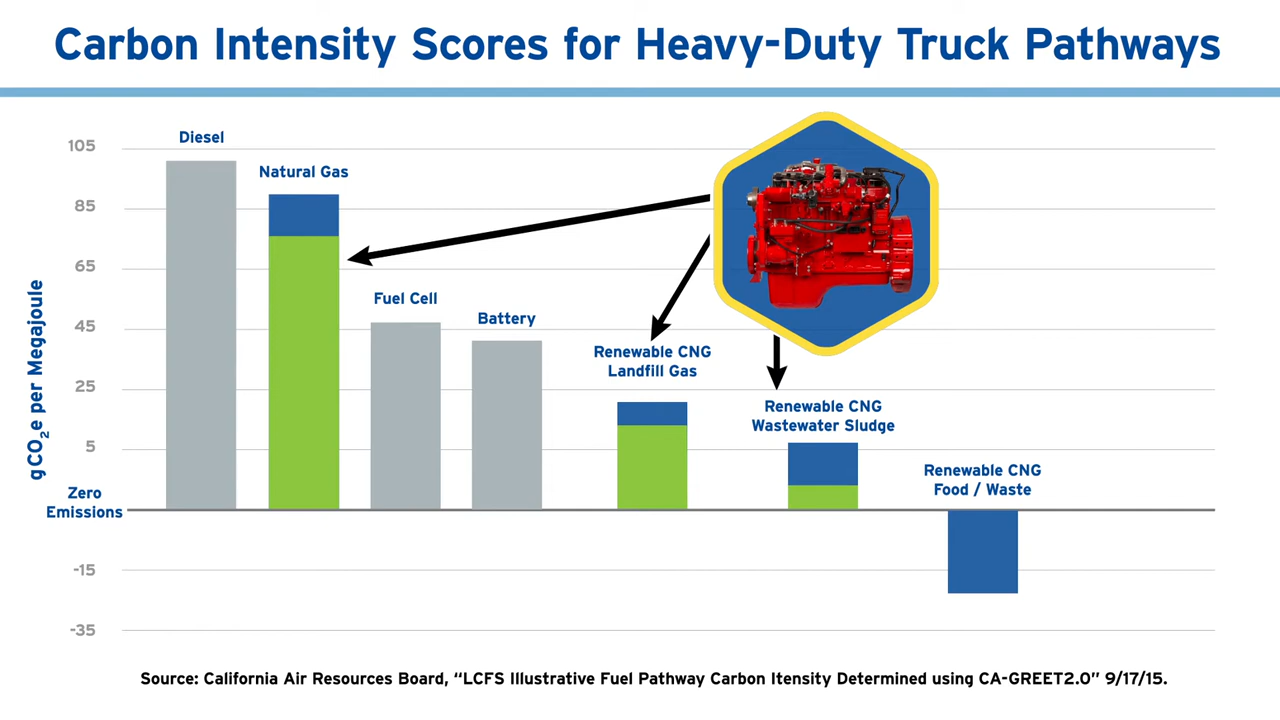 Carbon Intensity Scores for Heavy-Duty Truck Pathways
gCO2e per Megajoule
105
85
65
45
25
5
Zero
Emissions
-15
-35
Diesel
Natural Gas
Fuel Cell
Battery
Renewable CNG
Landfill Gas
Renewable CNG
Wastewater Sludge
Renewable CNG
Food / Waste
Source: California Air Resources Board, “LCFS Illustrative Fuel Pathway Carbon Itensity Determined using CA-GREET2.0” 9/17/15.